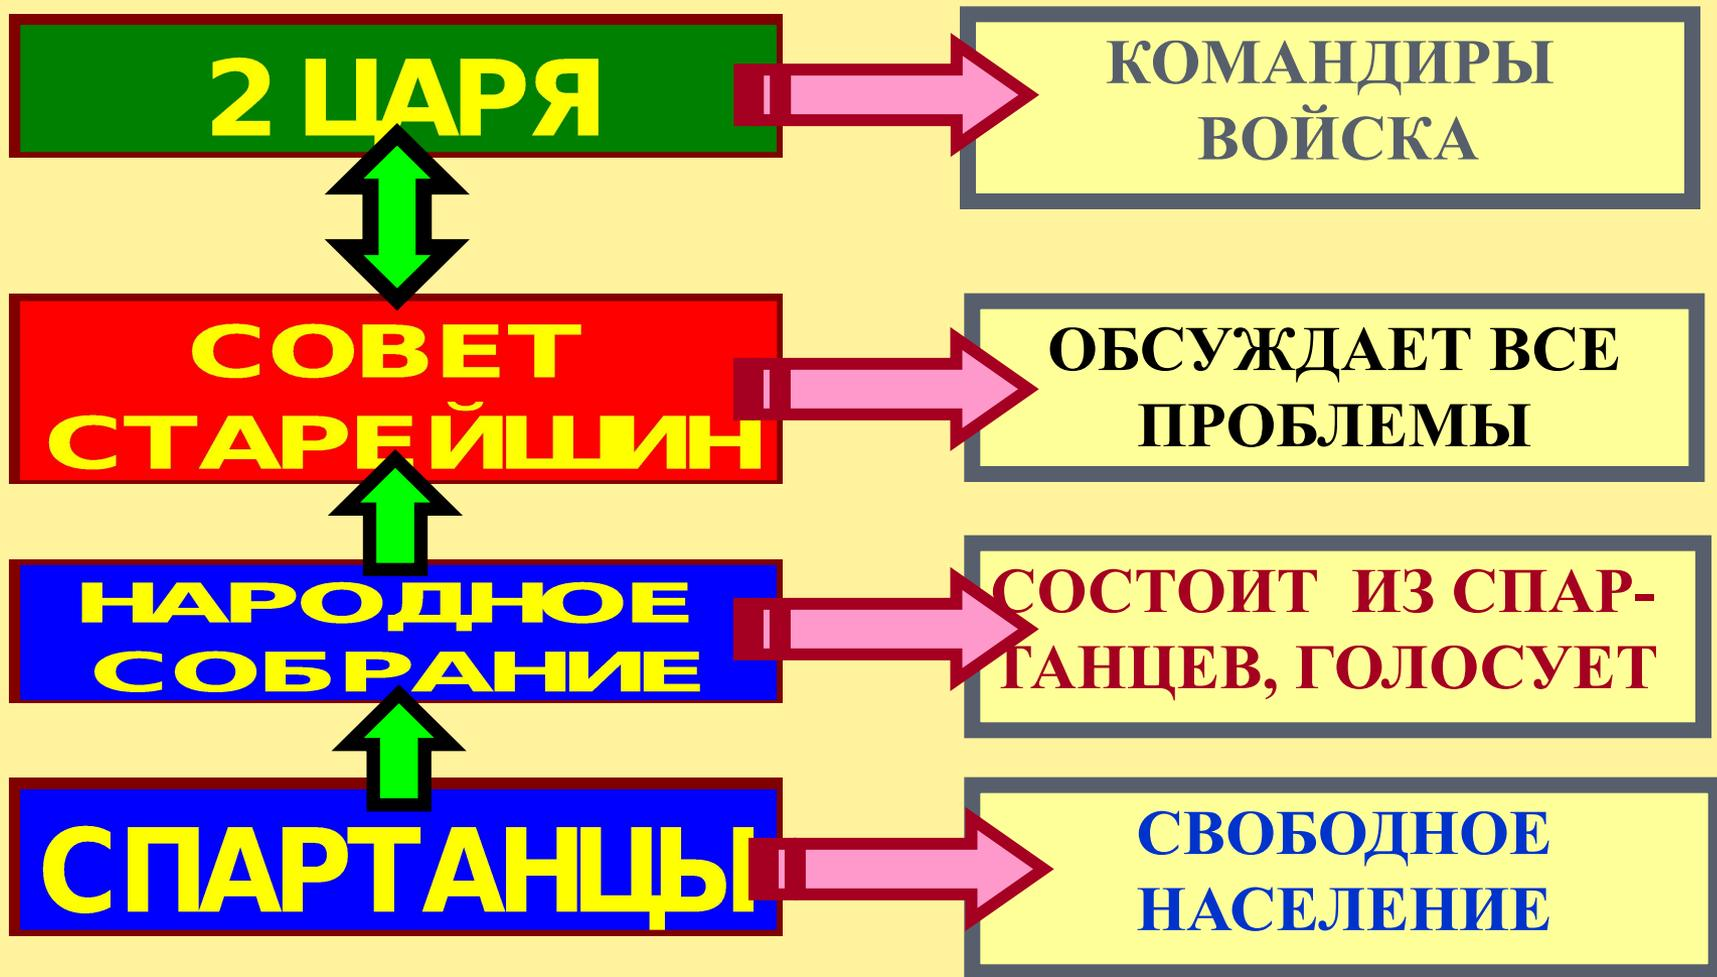 2 ЦАРЯ
КОМАНДИРЫ
ВОЙСКА
СОВЕТ
СТАРЕЙШИН
ОБСУЖДАЕТ ВСЕ
ПРОБЛЕМЫ
НАРОДНОЕ
СОБРАНИЕ
СОСТОИТ ИЗ СПАР-
ТАНЦЕВ, ГОЛОСУЕТ
СПАРТАНЦЫ
СВОБОДНОЕ
НАСЕЛЕНИЕ